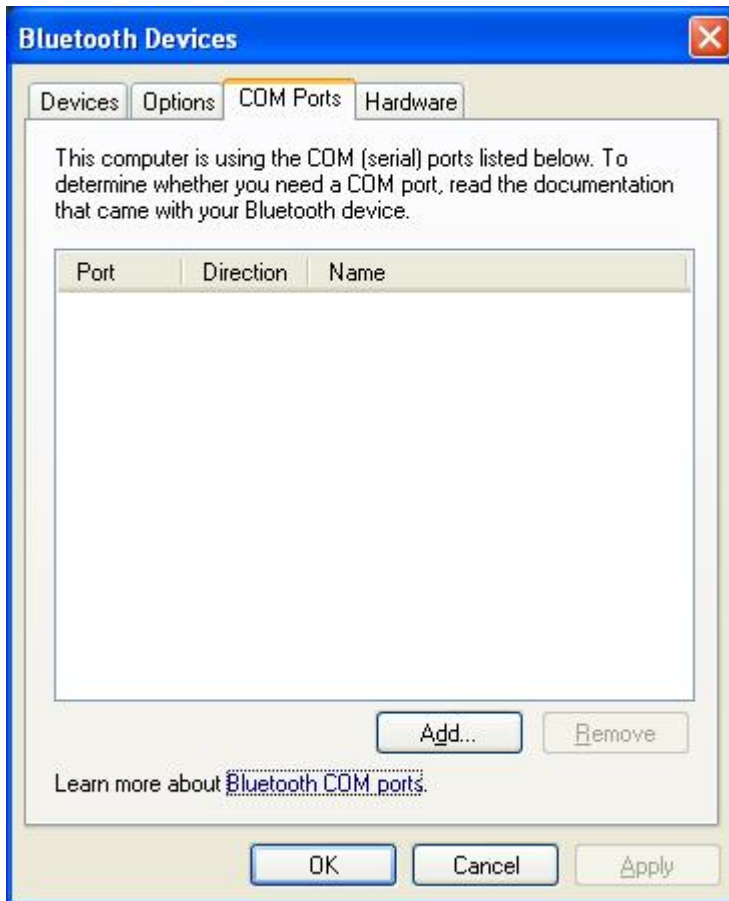 Bluetooth Devices
Devices Options COM Ports Hardware
This computer is using the COM (serial) ports listed below. To
determine whether you need a COM port, read the documentation
that came with your Bluetooth device.
Port Direction Name
Add... Remove
Learn more about Bluetooth COM ports.
OK Cancel Apply